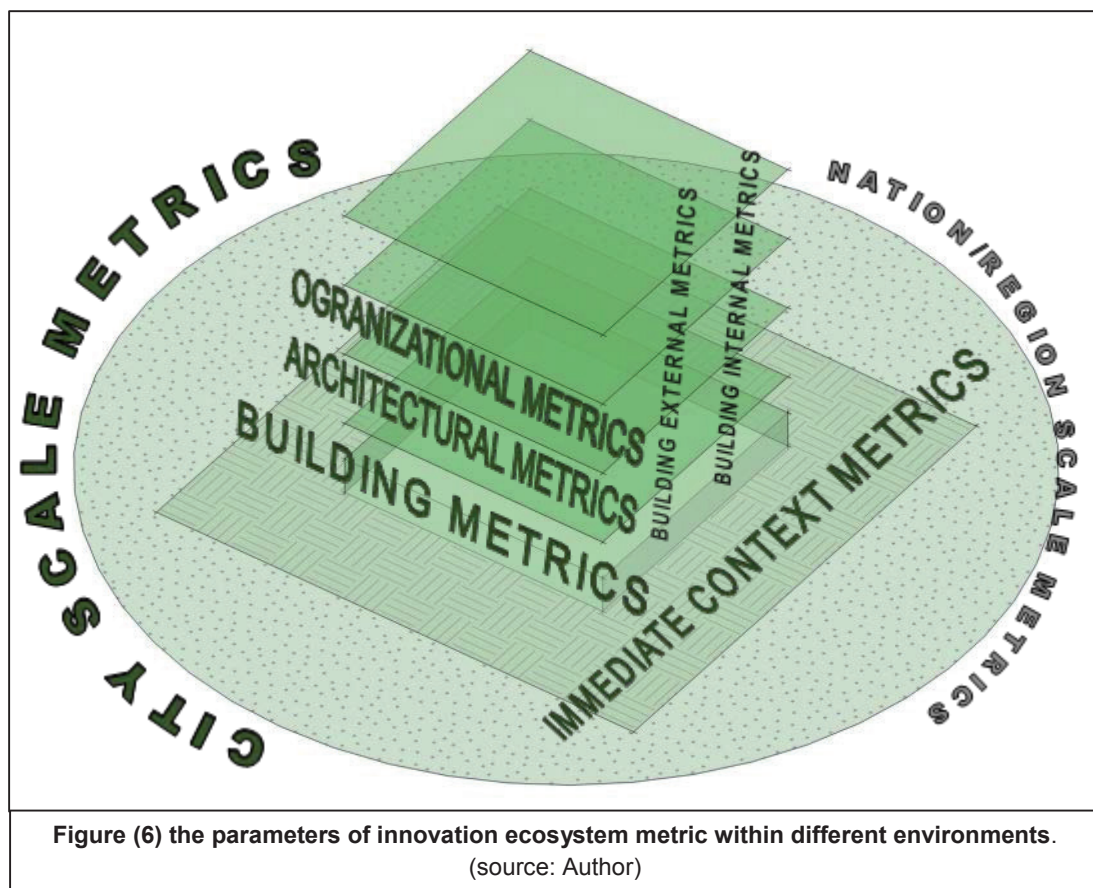 CITY SCALE METRICS
NATION/REGION SCALE METRICS
OGRANIZATIONAL METRICS
ARCHITECTURAL METRICS
BUILDING METRICS
BUILDING EXTERNAL METRICS
BUILDING INTERNAL METRICS
IMMEDIATE CONTEXT METRICS
Figure (6) the parameters of innovation ecosystem metric within different environments.
(source: Author)